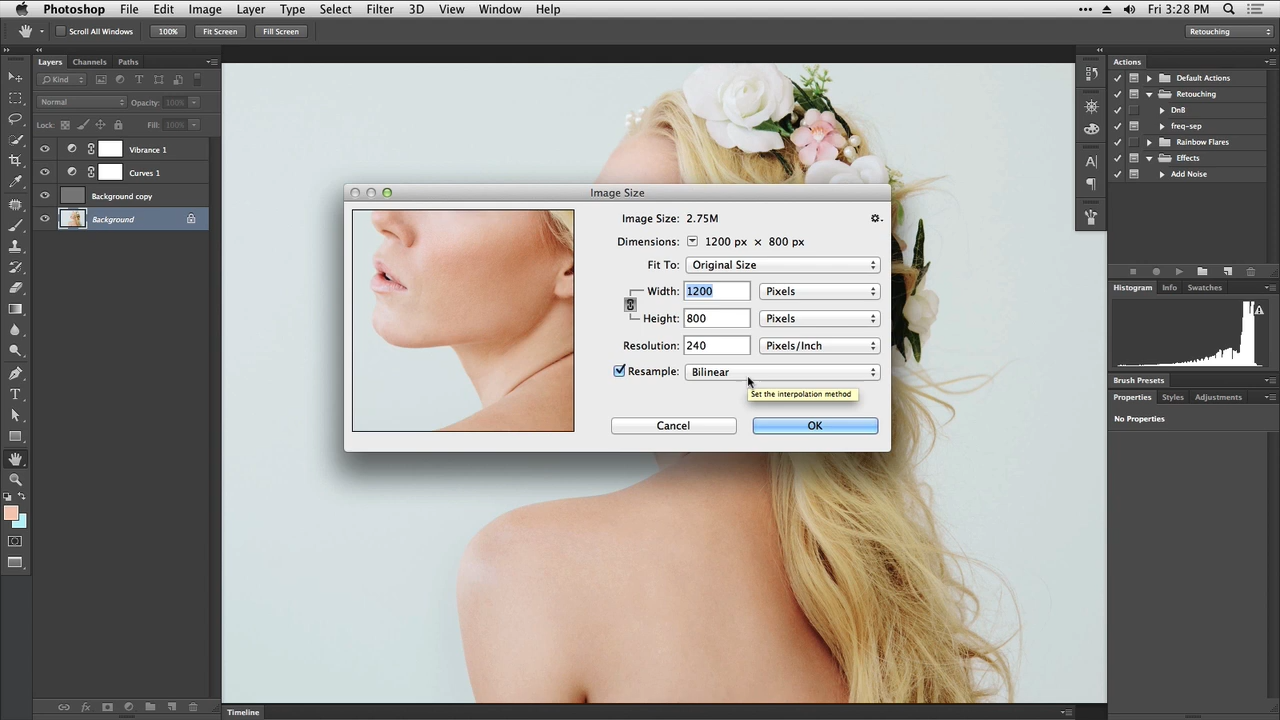 Photoshop File Edit Image Layer Type Select Filter 3D View Window Help Fri 3:28 PM
Scroll All Windows 100% Fit Screen Fill Screen Retouching
Layers Channels Paths
Kind
Normal Opacity: 100%
Lock: Fill: 100%
Vibrance 1
Curves 1
Background copy
Background
Image Size
Image Size: 2.75M
Dimensions: 1200 px × 800 px
Fit To: Original Size
Width: 1200 Pixels
Height: 800 Pixels
Resolution: 240 Pixels/Inch
Resample: Bilinear
Set the interpolation method
Cancel OK
Actions
Default Actions
Retouching
DnB
freq-sep
Rainbow Flares
Effects
Add Noise
Histogram Info Swatches
Brush Presets
Properties Styles Adjustments
No Properties
Timeline